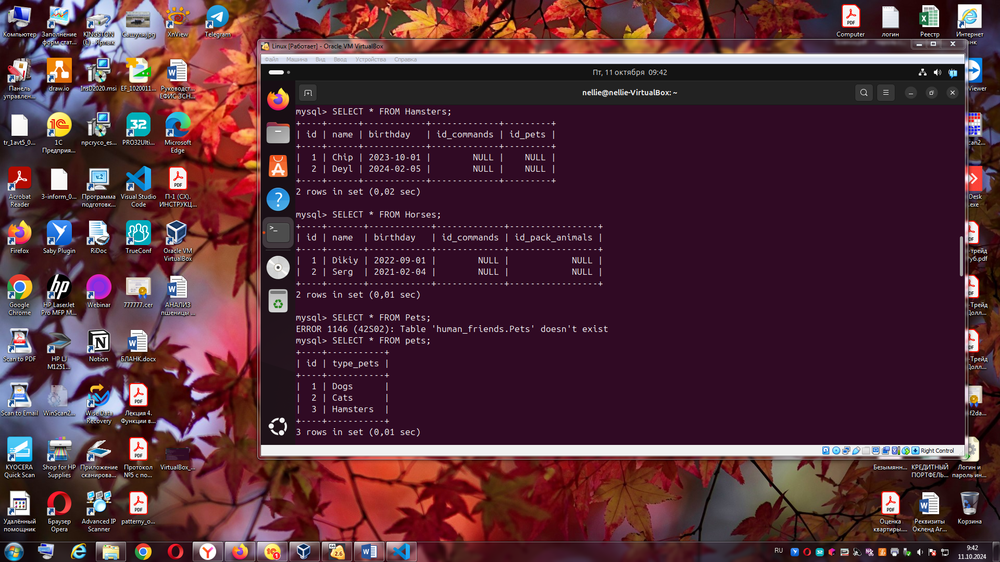 Компьютер
Заполнение форм стат...
KINGSTON (E) - Ярлык
Сашуля.jpg
XnView
Telegram
Computer
логин
Реестр
Интернет
нк
Linux [Работает] - Oracle VM VirtualBox
Файл Машина Вид Ввод Устройства Справка
Пт, 11 октября 09:42
nellie@nellie-VirtualBox: ~
mysql> SELECT * FROM Hamsters;
+----+------+------------+-------------+---------+
| id | name | birthday   | id_commands | id_pets |
+----+------+------------+-------------+---------+
|  1 | Chip | 2023-10-01 |        NULL |    NULL |
|  2 | Deyl | 2024-02-05 |        NULL |    NULL |
+----+------+------------+-------------+---------+
2 rows in set (0,02 sec)
mysql> SELECT * FROM Horses;
+----+-------+------------+-------------+-----------------+
| id | name  | birthday   | id_commands | id_pack_animals |
+----+-------+------------+-------------+-----------------+
|  1 | Dikiy | 2022-09-01 |        NULL |            NULL |
|  2 | Serg  | 2021-02-04 |        NULL |            NULL |
+----+-------+------------+-------------+-----------------+
2 rows in set (0,01 sec)
mysql> SELECT * FROM Pets;
ERROR 1146 (42S02): Table 'human_friends.Pets' doesn't exist
mysql> SELECT * FROM pets;
+----+-----------+
| id | type_pets |
+----+-----------+
|  1 | Dogs      |
|  2 | Cats      |
|  3 | Hamsters  |
+----+-----------+
3 rows in set (0,01 sec)
Right Control
Панель управлен...
draw.io
InsD2020.msi
EF_1020011...
Руководст... ЕФИС ЗСН...
Viewer
tr_1avt5_0...
1С Предприя...
npcryco_es...
PRO32Ulti...
Microsoft Edge
can2...
Acrobat Reader
3-inform_0...
Программа подготовк...
Visual Studio Code
П-1 (СХ). ИНСТРУКЦ...
Desk
.exe
Firefox
Saby Plugin
RiDoc
TrueConf
Oracle VM VirtualBox
-трейд
Руб.pdf
Google Chrome
HP LaserJet Pro MFP M...
Webinar
777777.cer
АНАЛИЗ пшеницы ...
-Трейд
Долл...
Scan to PDF
HP LJ M1251...
Notion
БЛАНК.docx
-Трейд
Долл...
Scan to Email
WinScan2...
Wise Data Recovery
Лекция 4. Функции в...
f2da...
KYOCERA Quick Scan
Shop for HP Supplies
Приложение сканирова...
Протокол №5 с по...
VirtualBox_...
Безымянн...
КРЕДИТНЫЙ ПОРТФЕЛЬ...
Логин и пароль ин...
Удалённый помощник
Браузер Opera
Advanced IP Scanner
patterny_o...
Оценка квартиры....
Реквизиты Окленд Аг...
Корзина
RU
9:42
11.10.2024